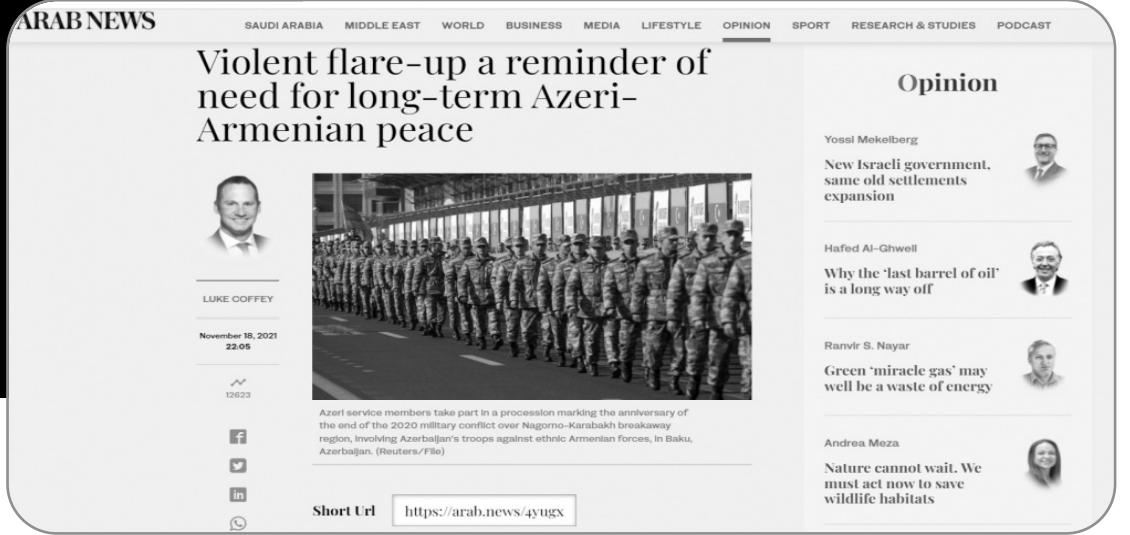 ARAB NEWS
SAUDI ARABIA MIDDLE EAST WORLD BUSINESS MEDIA LIFESTYLE OPINION SPORT RESEARCH & STUDIES PODCAST
Violent flare-up a reminder of
need for long-term Azeri-
Armenian peace
LUKE COFFEY
November 18, 2021
22:05
12623
Azeri service members take part in a procession marking the anniversary of
the end of the 2020 military conflict over Nagorno-Karabakh breakaway
region, involving Azerbaijan's troops against ethnic Armenian forces, in Baku,
Azerbaijan. (Reuters/File)
Short Url https://arab.news/4yugx
Opinion
Yossi Mekelberg
New Israeli government,
same old settlements
expansion
Hafed Al-Ghwell
Why the ‘last barrel of oil’
is a long way off
Ranvir S. Nayar
Green ‘miracle gas’ may
well be a waste of energy
Andrea Meza
Nature cannot wait. We
must act now to save
wildlife habitats